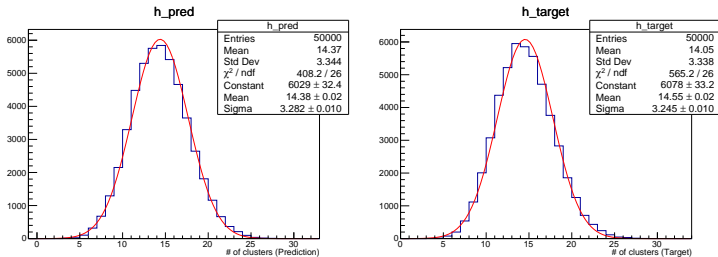 h_pred
h_pred
Entries 50000
Mean 14.37
Std Dev 3.344
χ² / ndf 408.2 / 26
Constant 6029 ± 32.4
Mean 14.38 ± 0.02
Sigma 3.282 ± 0.010
6000
5000
4000
3000
2000
1000
0
0 5 10 15 20 25 30
# of clusters (Prediction)
h_target
h_target
Entries 50000
Mean 14.05
Std Dev 3.338
χ² / ndf 565.2 / 26
Constant 6078 ± 33.2
Mean 14.55 ± 0.02
Sigma 3.245 ± 0.010
6000
5000
4000
3000
2000
1000
0
0 5 10 15 20 25 30
# of clusters (Target)